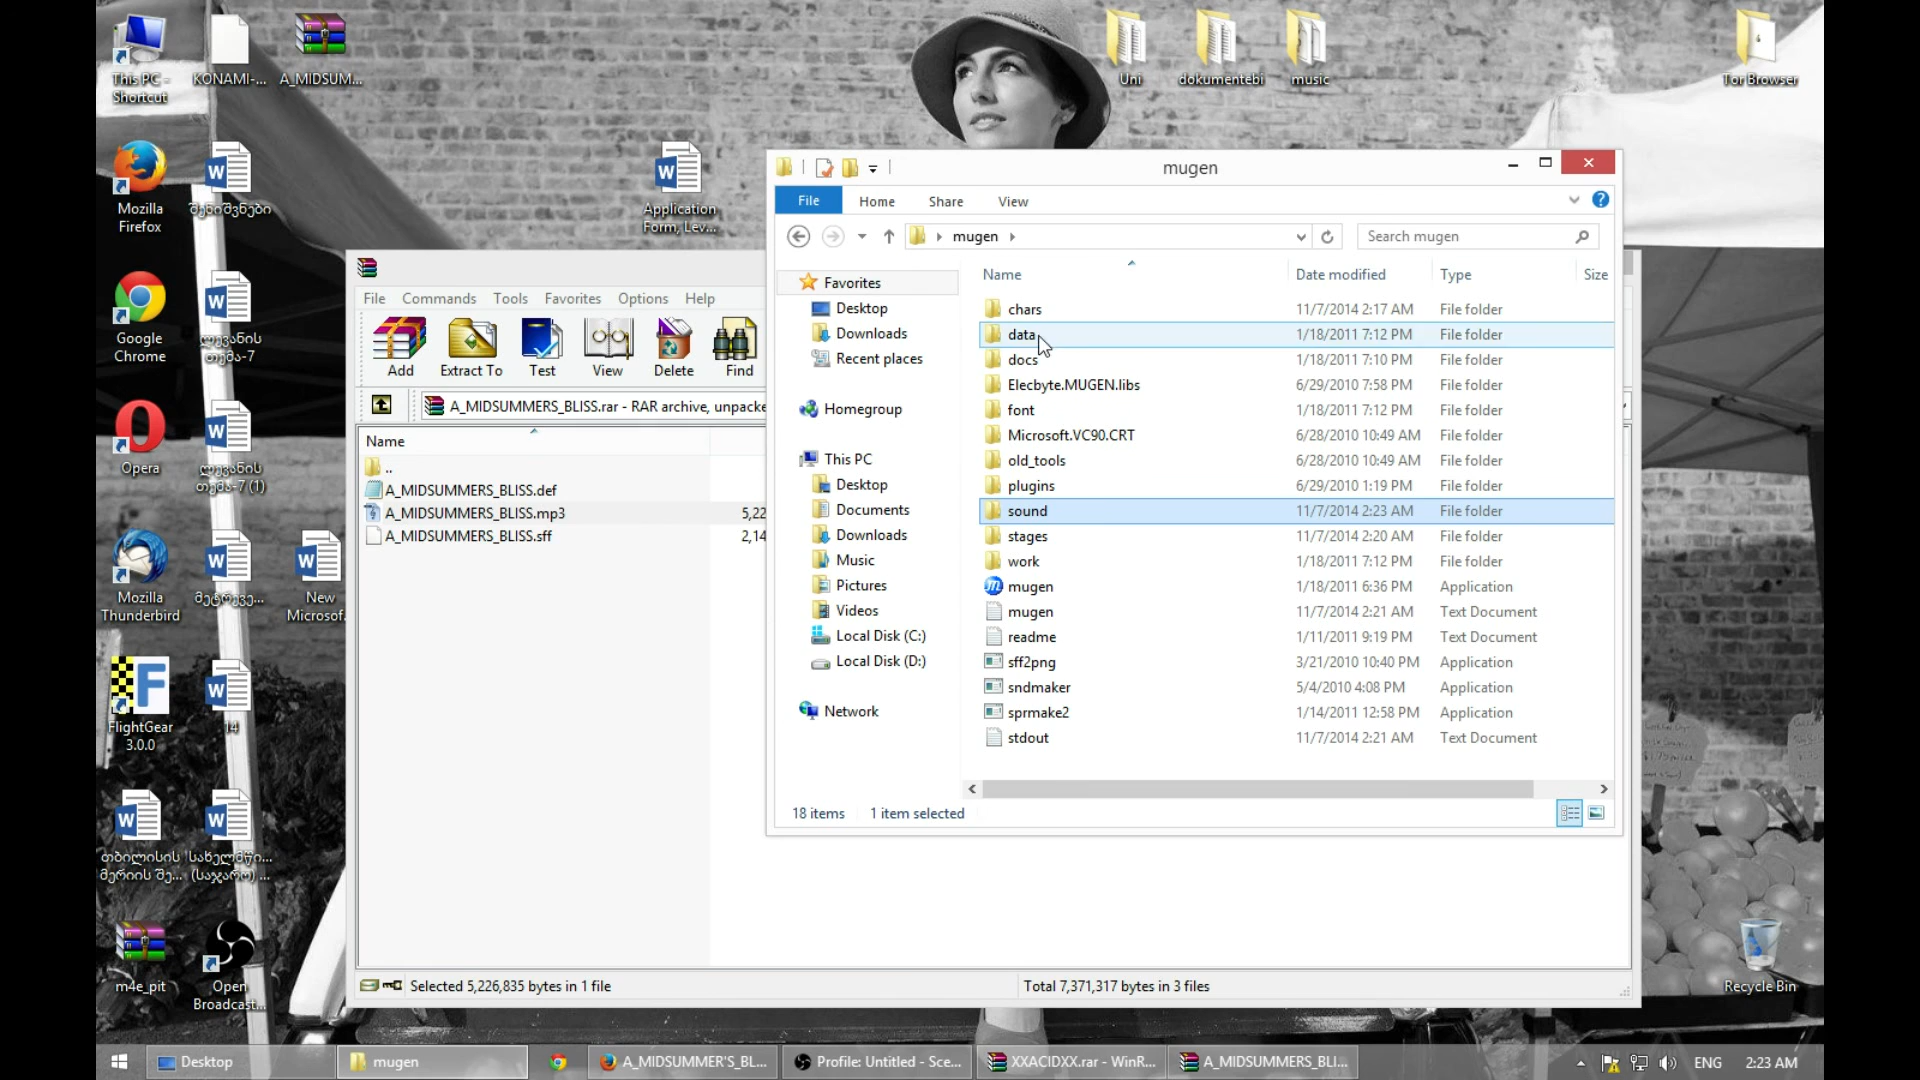 This PC -
Shortcut
KONAMI-...
A_MIDSUM...
Uni
dokumentebi
music
Tor Browser
Mozilla
Firefox
შენიშვნები
Application
Form, Lev...
Google
Chrome
ლევანის
თემა-7
Opera
ლევანის
თემა-7 (1)
Mozilla
Thunderbird
New
Microsof.
FlightGear
3.0.0
14
თბილისის
მერიის შე...
(საჯარო) ...
m4e_pit
Open
Broadcast...
Recycle Bin
File Commands Tools Favorites Options Help
Add Extract To Test View Delete Find
A_MIDSUMMERS_BLISS.rar - RAR archive, unpacke
Name
..
A_MIDSUMMERS_BLISS.def
A_MIDSUMMERS_BLISS.mp3 5,22
A_MIDSUMMERS_BLISS.sff 2,14
Selected 5,226,835 bytes in 1 file
Total 7,371,317 bytes in 3 files
mugen
File Home Share View
mugen
Search mugen
Favorites
Desktop
Downloads
Recent places
Homegroup
This PC
Desktop
Documents
Downloads
Music
Pictures
Videos
Local Disk (C:)
Local Disk (D:)
Network
Name Date modified Type Size
chars 11/7/2014 2:17 AM File folder
data 1/18/2011 7:12 PM File folder
docs 1/18/2011 7:10 PM File folder
Elecbyte.MUGEN.libs 6/29/2010 7:58 PM File folder
font 1/18/2011 7:12 PM File folder
Microsoft.VC90.CRT 6/28/2010 10:49 AM File folder
old_tools 6/28/2010 10:49 AM File folder
plugins 6/29/2010 1:19 PM File folder
sound 11/7/2014 2:23 AM File folder
stages 11/7/2014 2:20 AM File folder
work 1/18/2011 7:12 PM File folder
mugen 1/18/2011 6:36 PM Application
mugen 11/7/2014 2:21 AM Text Document
readme 1/11/2011 9:19 PM Text Document
sff2png 3/21/2010 10:40 PM Application
sndmaker 5/4/2010 4:08 PM Application
sprmake2 1/14/2011 12:58 PM Application
stdout 11/7/2014 2:21 AM Text Document
18 items 1 item selected
Desktop
mugen
A_MIDSUMMER'S_BL...
Profile: Untitled - Sce...
XXACIDXX.rar - WinR...
A_MIDSUMMERS_BLI...
ENG
2:23 AM